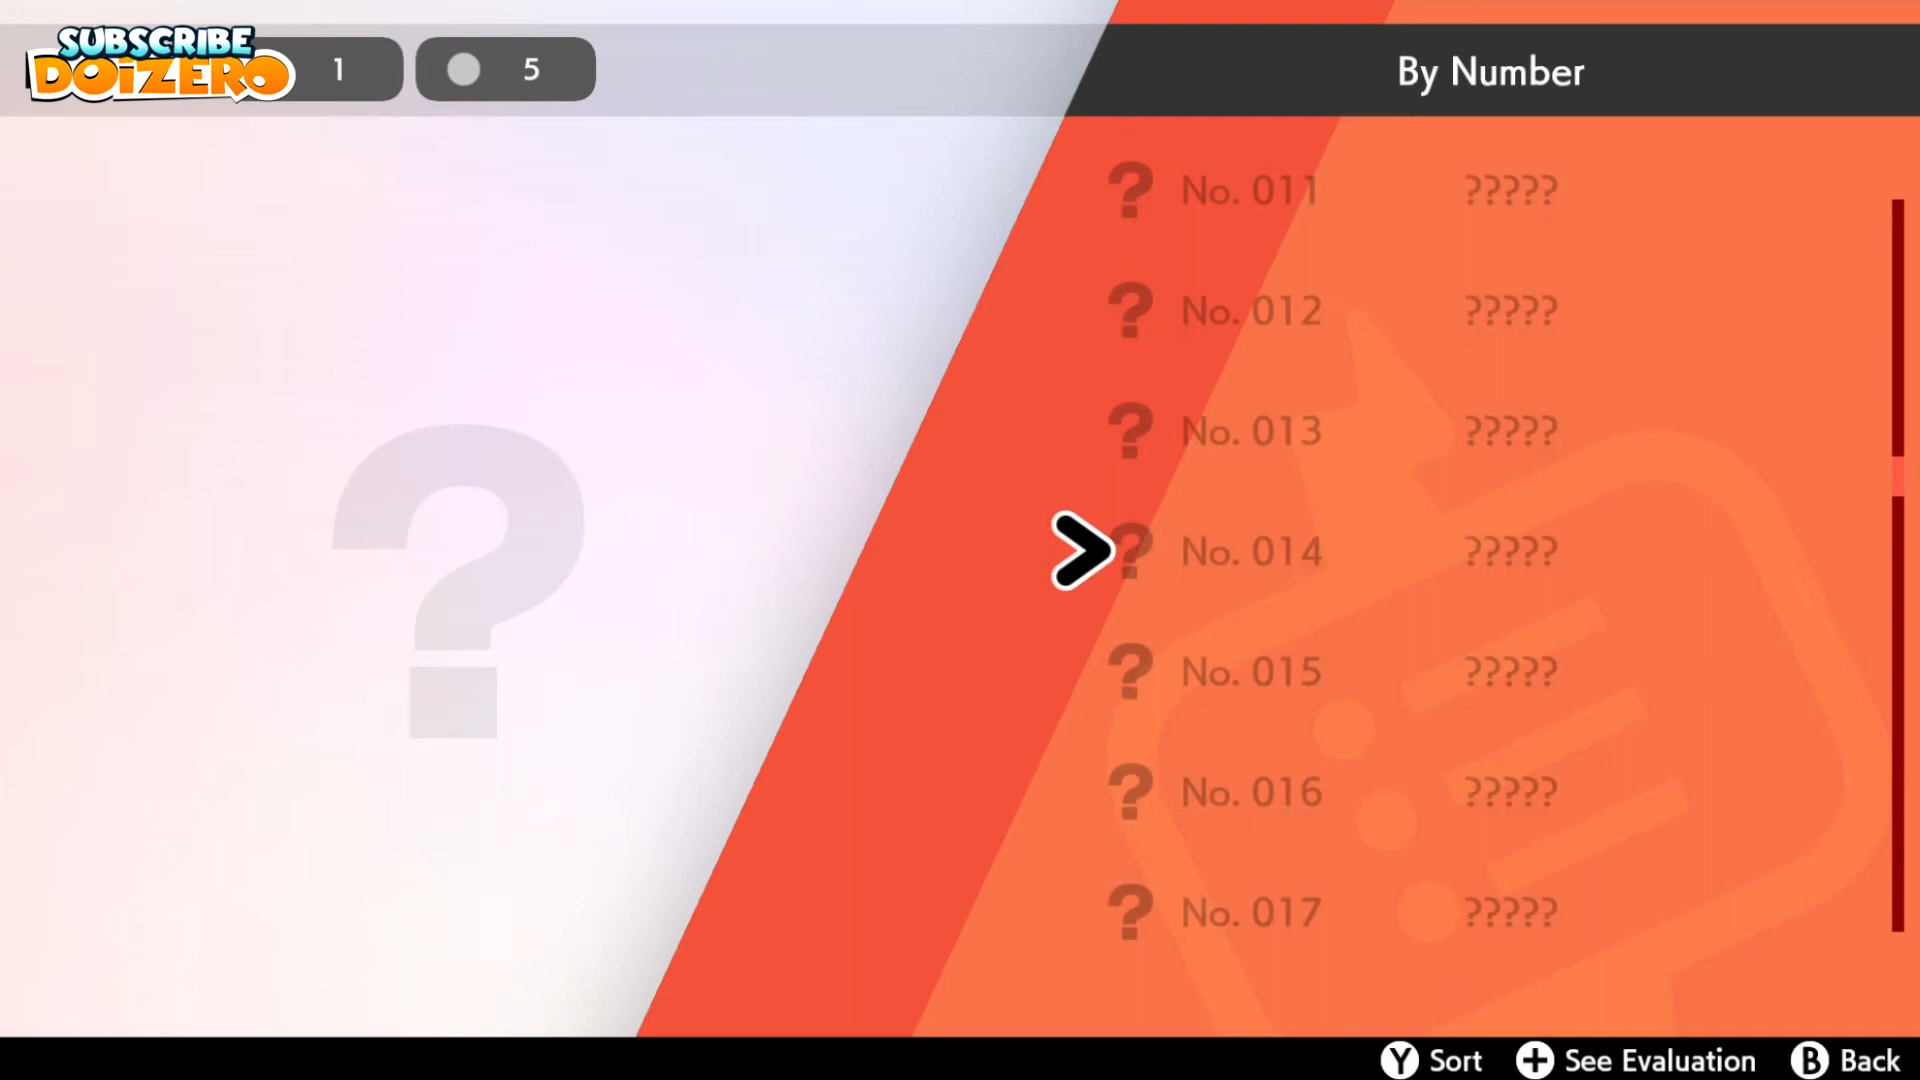 SUBSCRIBE
DOiZERO
1
5
By Number
? No. 011 ?????
? No. 012 ?????
? No. 013 ?????
? No. 014 ?????
? No. 015 ?????
? No. 016 ?????
? No. 017 ?????
?
Y Sort + See Evaluation B Back